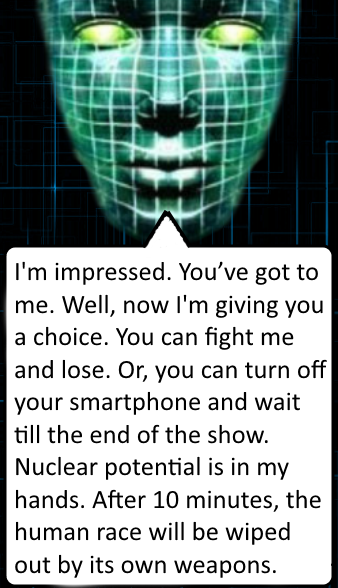 I'm impressed. You’ve got to
me. Well, now I'm giving you
a choice. You can fight me
and lose. Or, you can turn off
your smartphone and wait
till the end of the show.
Nuclear potential is in my
hands. After 10 minutes, the
human race will be wiped
out by its own weapons.